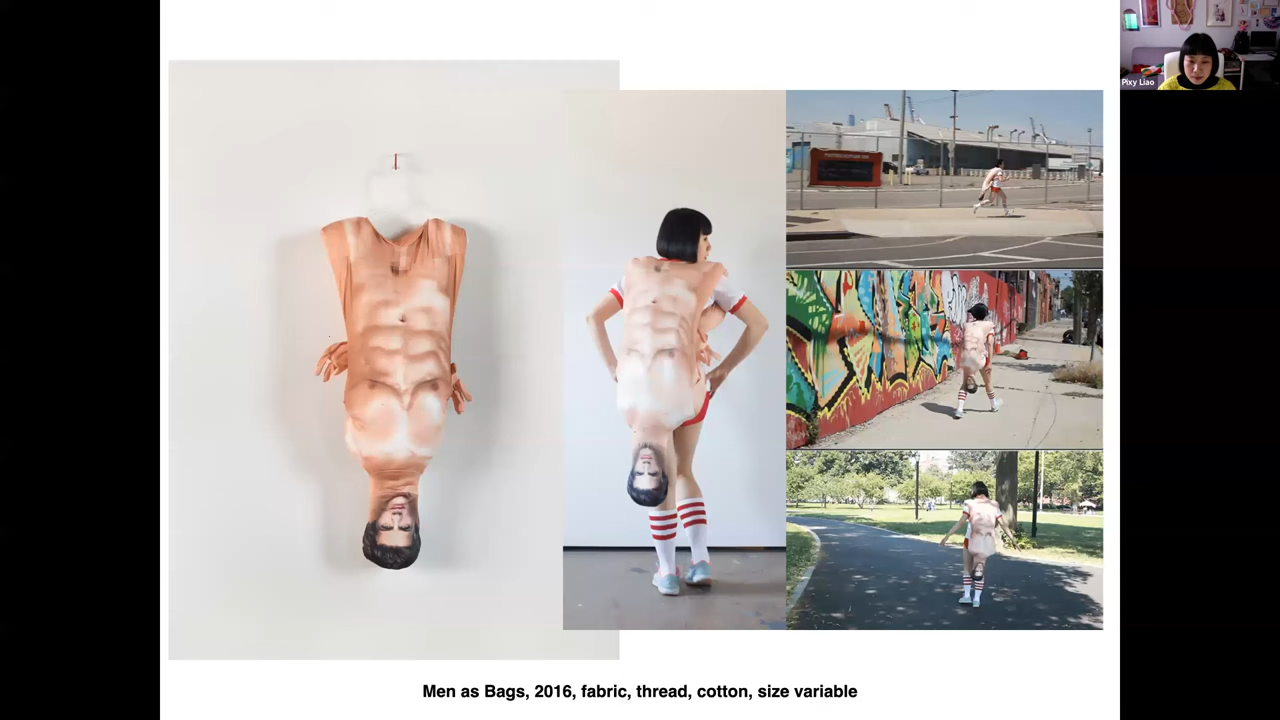 Pixy Liao
Men as Bags, 2016, fabric, thread, cotton, size variable